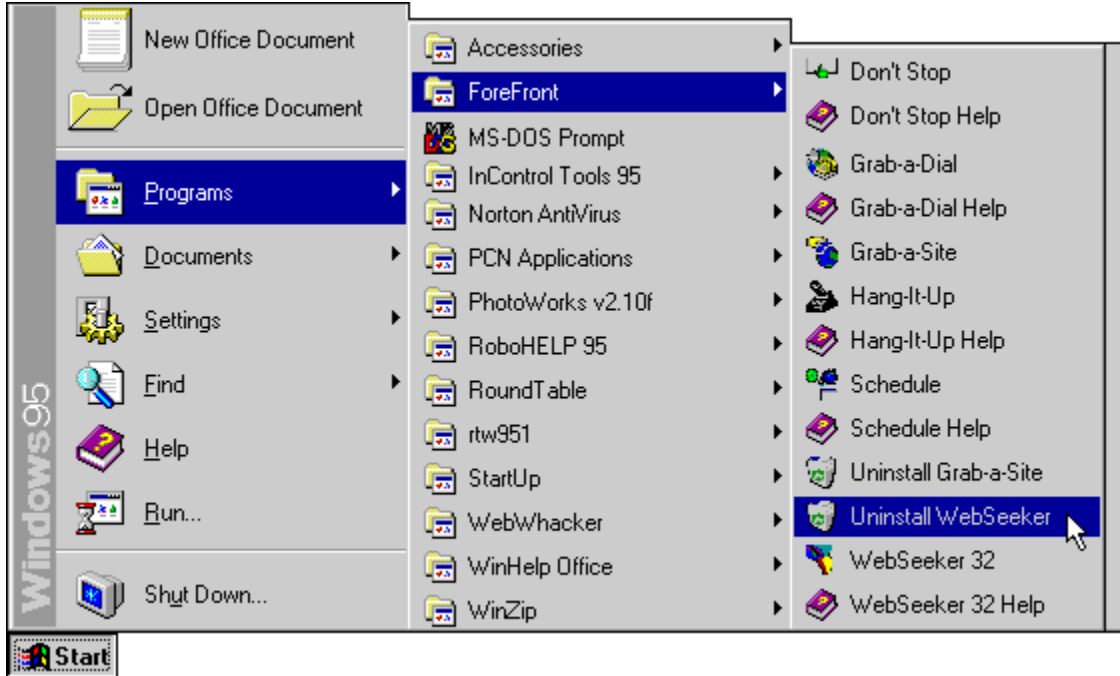 New Office Document
Open Office Document
Programs
Documents
Settings
Find
Help
Run...
Shut Down...
Windows95
Start
Accessories
ForeFront
MS-DOS Prompt
InControl Tools 95
Norton AntiVirus
PCN Applications
PhotoWorks v2.10f
RoboHELP 95
RoundTable
rtw951
StartUp
WebWhacker
WinHelp Office
WinZip
Don't Stop
Don't Stop Help
Grab-a-Dial
Grab-a-Dial Help
Grab-a-Site
Hang-It-Up
Hang-It-Up Help
Schedule
Schedule Help
Uninstall Grab-a-Site
Uninstall WebSeeker
WebSeeker 32
WebSeeker 32 Help